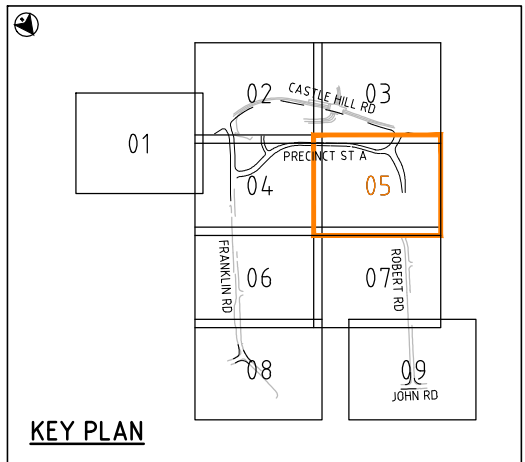 02
03
CASTLE HILL RD
01
PRECINCT ST A
04
05
FRANKLIN RD
06
ROBERT RD
07
08
09
JOHN RD
KEY PLAN